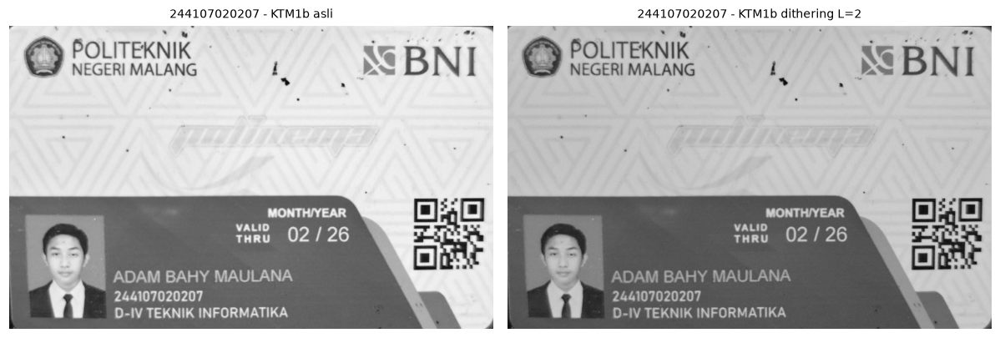 244107020207 - KTM1b asli
POLITEKNIK
NEGERI MALANG
BNI
polinema
MONTH/YEAR
VALID
THRU 02 / 26
ADAM BAHY MAULANA
244107020207
D-IV TEKNIK INFORMATIKA
244107020207 - KTM1b dithering L=2
POLITEKNIK
NEGERI MALANG
BNI
polinema
MONTH/YEAR
VALID
THRU 02 / 26
ADAM BAHY MAULANA
244107020207
D-IV TEKNIK INFORMATIKA